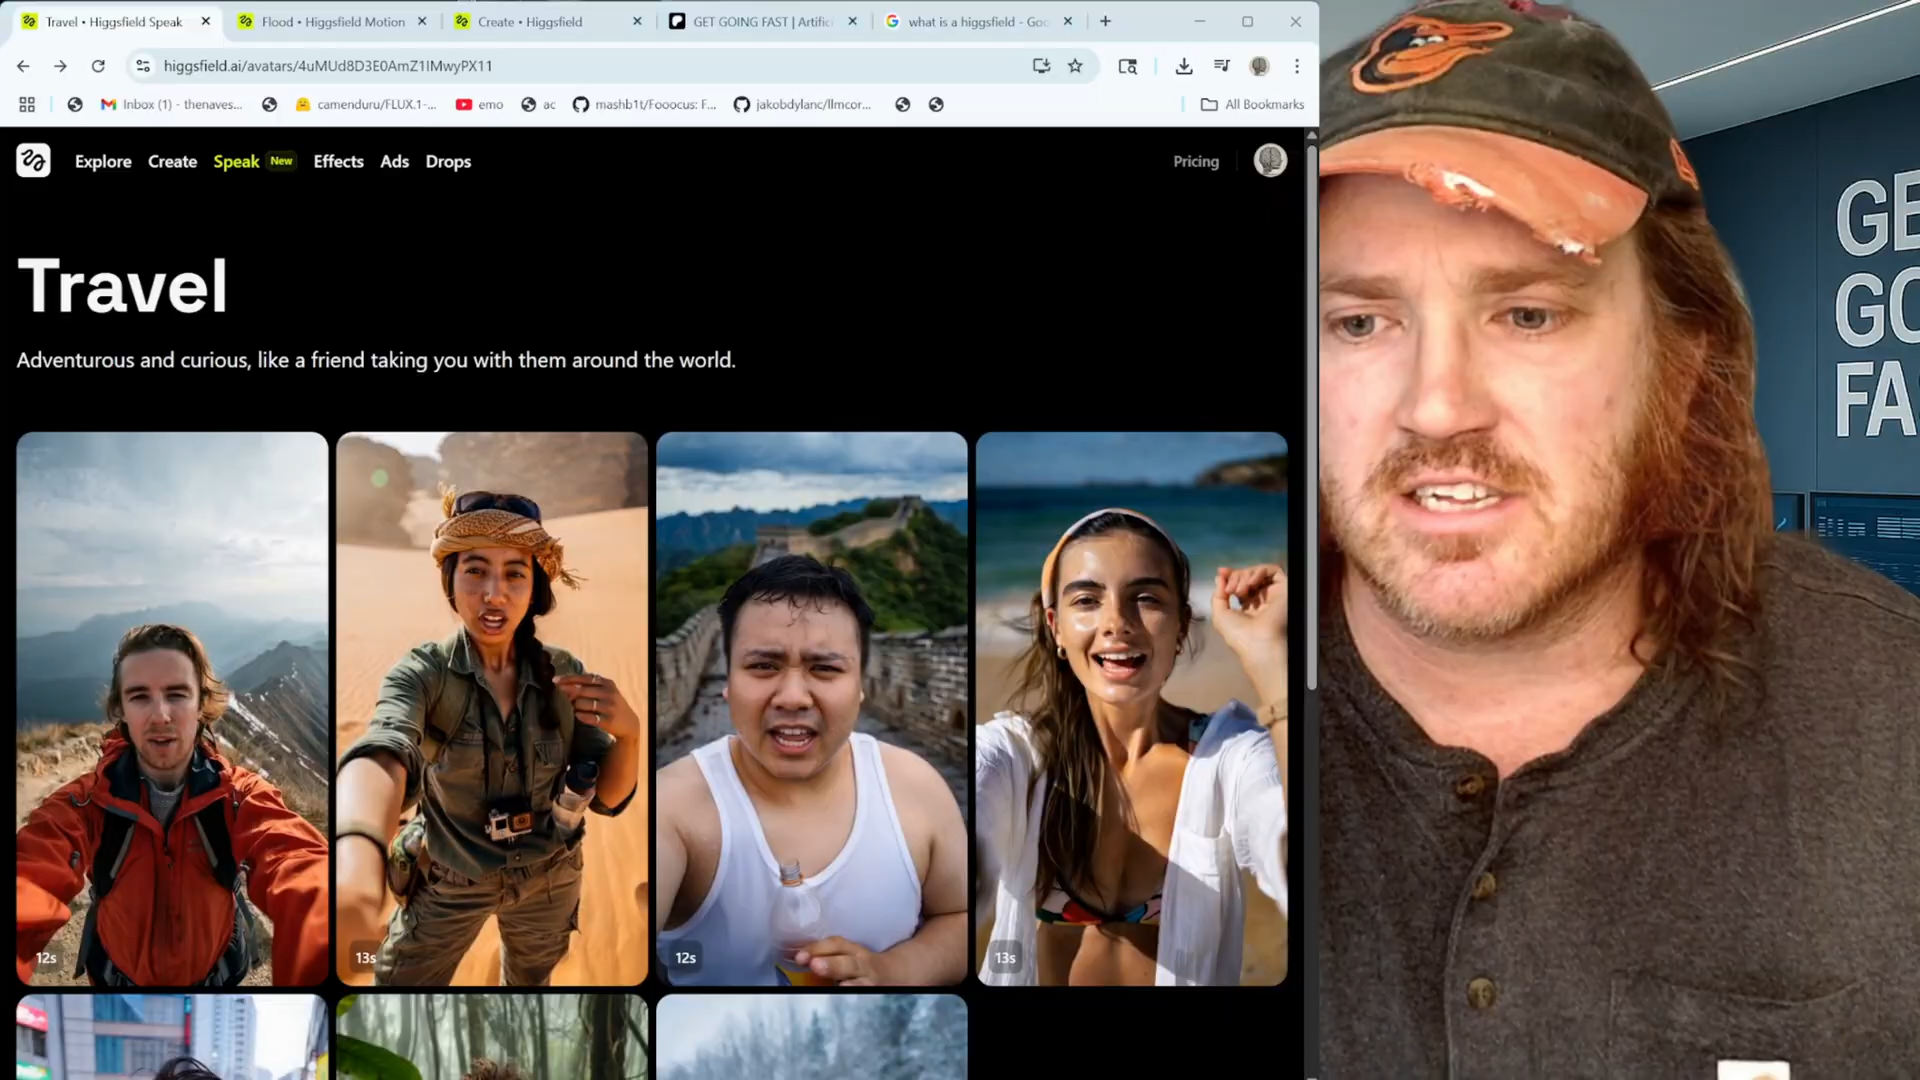 Travel • Higgsfield Speak
Flood • Higgsfield Motion
Create • Higgsfield
GET GOING FAST | Artific
what is a higgsfield - Goo
higgsfield.ai/avatars/4uMUd8D3E0AmZ1IMwyPX11
Inbox (1) - thenaves...
camenduru/FLUX.1-...
emo
ac
mashb1t/Fooocus: F...
jakobdylanc/llmcor...
All Bookmarks
Explore
Create
Speak New
Effects
Ads
Drops
Pricing
Travel
Adventurous and curious, like a friend taking you with them around the world.
12s
13s
12s
13s
GE
GO
FA